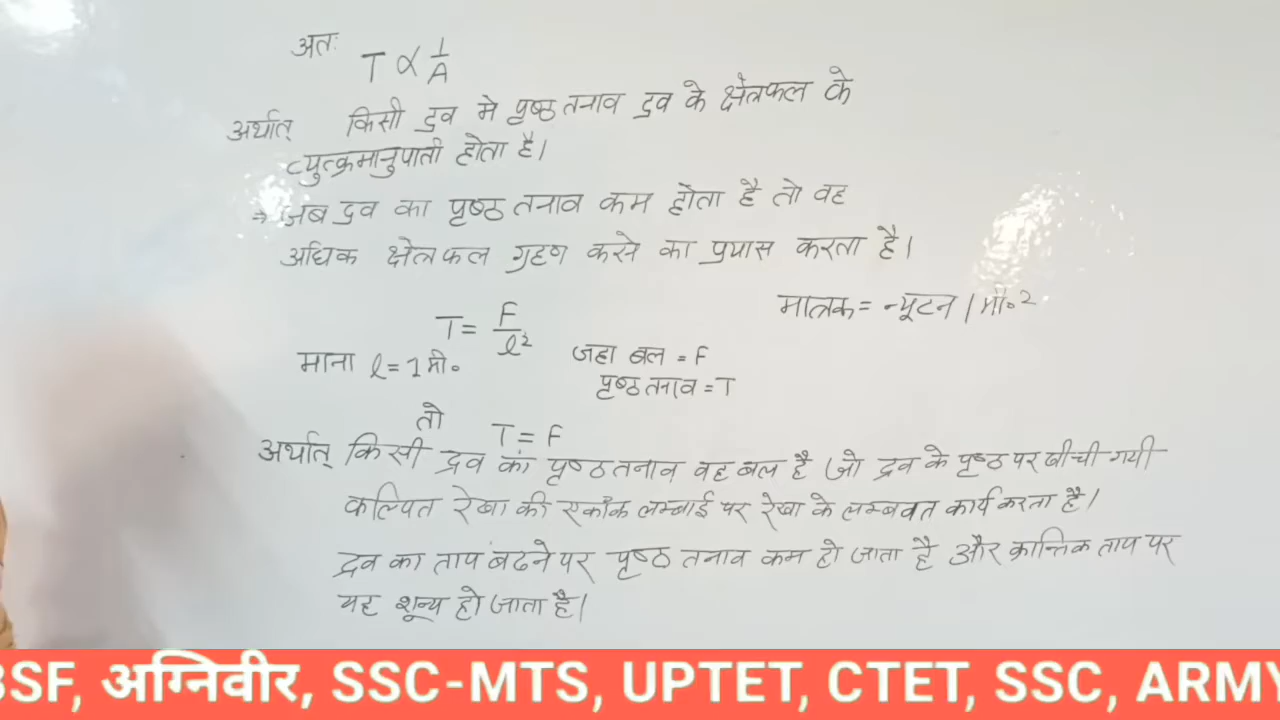 अतः T ∝ 1/A
अर्थात् किसी द्रव मे पृष्ठ तनाव द्रव के क्षेत्रफल के
व्युत्क्रमानुपाती होता है।
⇒ जब द्रव का पृष्ठ तनाव कम होता है तो वह
अधिक क्षेत्रफल ग्रहण करने का प्रयास करता है।
मात्रक = न्यूटन / मी०²
T = F/l²
माना l = 1 मी० जहा बल = F
पृष्ठ तनाव = T
तो T = F
अर्थात् किसी द्रव का पृष्ठ तनाव वह बल है जो द्रव के पृष्ठ पर खीची गयी
कल्पित रेखा की एकांक लम्बाई पर रेखा के लम्बवत कार्य करता है।
द्रव का ताप बढने पर पृष्ठ तनाव कम हो जाता है और क्रान्तिक ताप पर
यह शून्य हो जाता है।
BSF, अग्निवीर, SSC-MTS, UPTET, CTET, SSC, ARMY